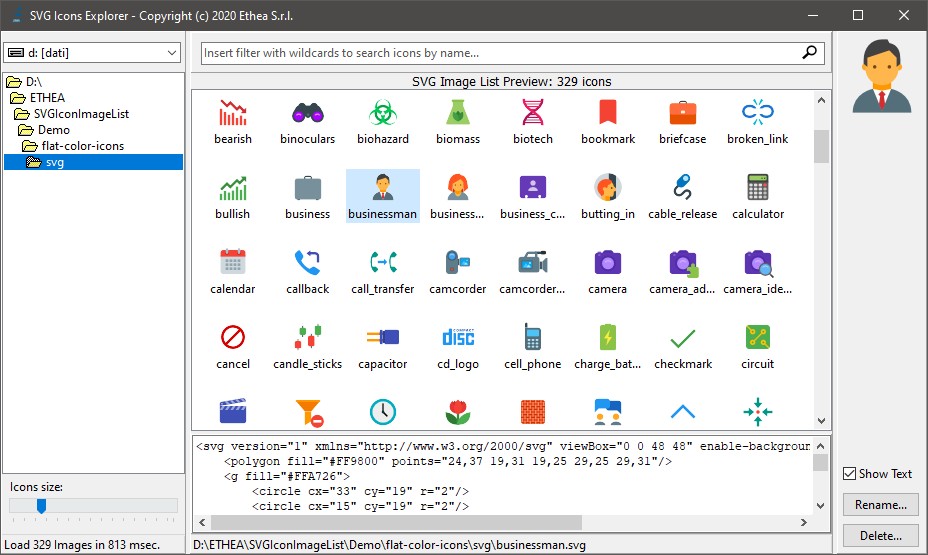 SVG Icons Explorer - Copyright (c) 2020 Ethea S.r.l.
d: [dati]
D:\
ETHEA
SVGIconImageList
Demo
flat-color-icons
svg
Icons size:
Load 329 Images in 813 msec.
Insert filter with wildcards to search icons by name...
SVG Image List Preview: 329 icons
bearish binoculars biohazard biomass biotech bookmark briefcase broken_link
bullish business businessman business... business_c... butting_in cable_release calculator
calendar callback call_transfer camcorder camcorder... camera camera_ad... camera_ide...
COMPACT
disc
cancel candle_sticks capacitor cd_logo cell_phone charge_bat... checkmark circuit
<svg version="1" xmlns="http://www.w3.org/2000/svg" viewBox="0 0 48 48" enable-backgroun
<polygon fill="#FF9800" points="24,37 19,31 19,25 29,25 29,31"/>
<g fill="#FFA726">
<circle cx="33" cy="19" r="2"/>
<circle cx="15" cy="19" r="2"/>
D:\ETHEA\SVGIconImageList\Demo\flat-color-icons\svg\businessman.svg
Show Text
Rename...
Delete...